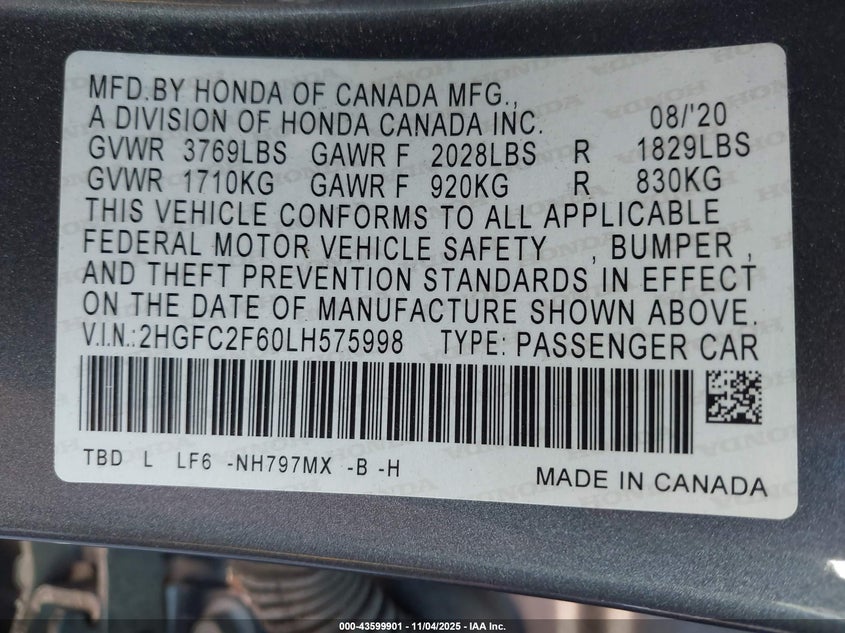 MFD.BY HONDA OF CANADA MFG.,
A DIVISION OF HONDA CANADA INC. 08/'20
GVWR 3769LBS GAWR F 2028LBS R 1829LBS
GVWR 1710KG GAWR F 920KG R 830KG
THIS VEHICLE CONFORMS TO ALL APPLICABLE
FEDERAL MOTOR VEHICLE SAFETY , BUMPER ,
AND THEFT PREVENTION STANDARDS IN EFFECT
ON THE DATE OF MANUFACTURE SHOWN ABOVE.
V.I.N.:2HGFC2F60LH575998 TYPE: PASSENGER CAR
TBD L LF6 -NH797MX -B -H
MADE IN CANADA
000-43599901 - 11/04/2025 - IAA Inc.